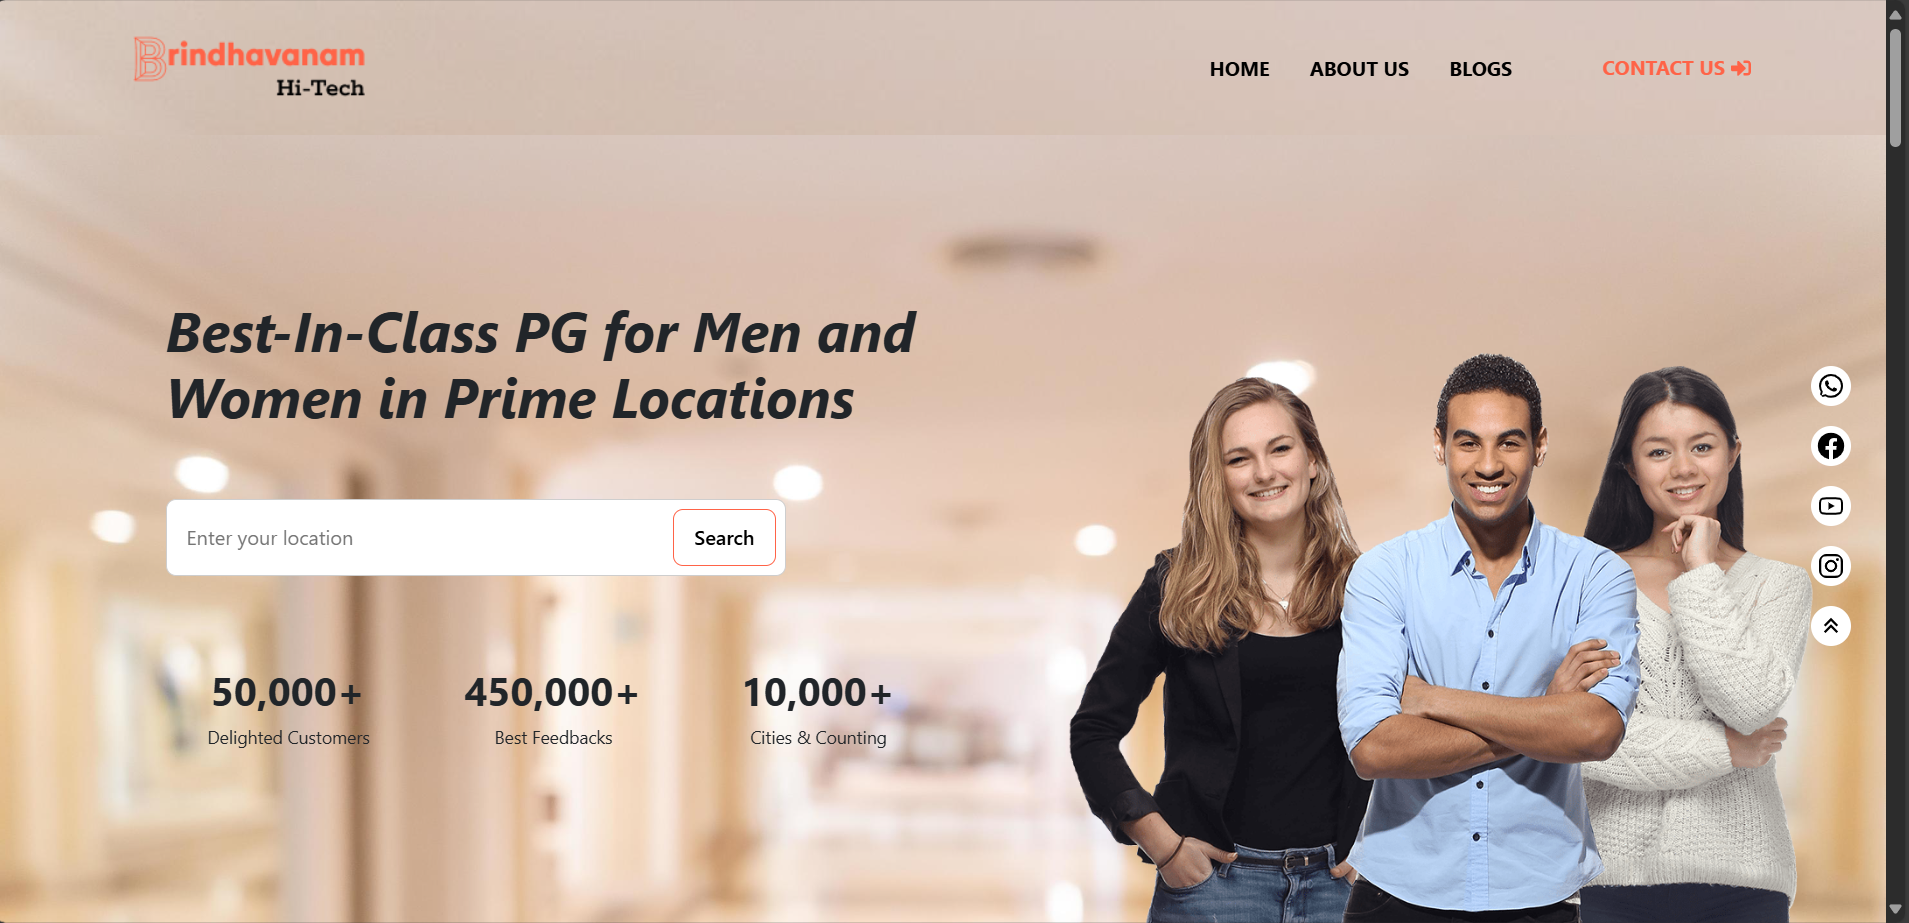 Brindhavanam
Hi-Tech
HOME
ABOUT US
BLOGS
CONTACT US
Best-In-Class PG for Men and
Women in Prime Locations
Enter your location
Search
50,000+
450,000+
10,000+
Delighted Customers
Best Feedbacks
Cities & Counting